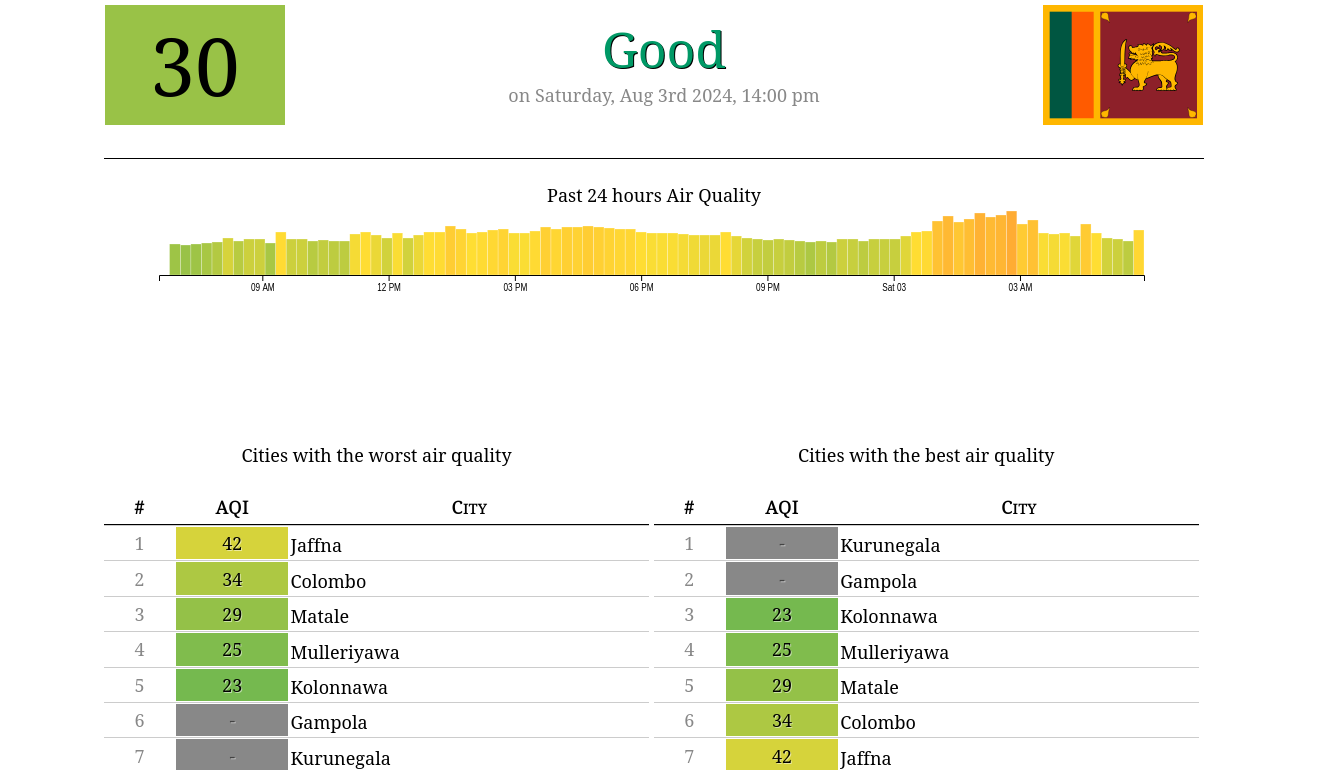 30
Good
on Saturday, Aug 3rd 2024, 14:00 pm
Past 24 hours Air Quality
09 AM 12 PM 03 PM 06 PM 09 PM Sat 03 03 AM
Cities with the worst air quality
# AQI City
1 42 Jaffna
2 34 Colombo
3 29 Matale
4 25 Mulleriyawa
5 23 Kolonnawa
6 - Gampola
7 - Kurunegala
Cities with the best air quality
# AQI City
1 - Kurunegala
2 - Gampola
3 23 Kolonnawa
4 25 Mulleriyawa
5 29 Matale
6 34 Colombo
7 42 Jaffna